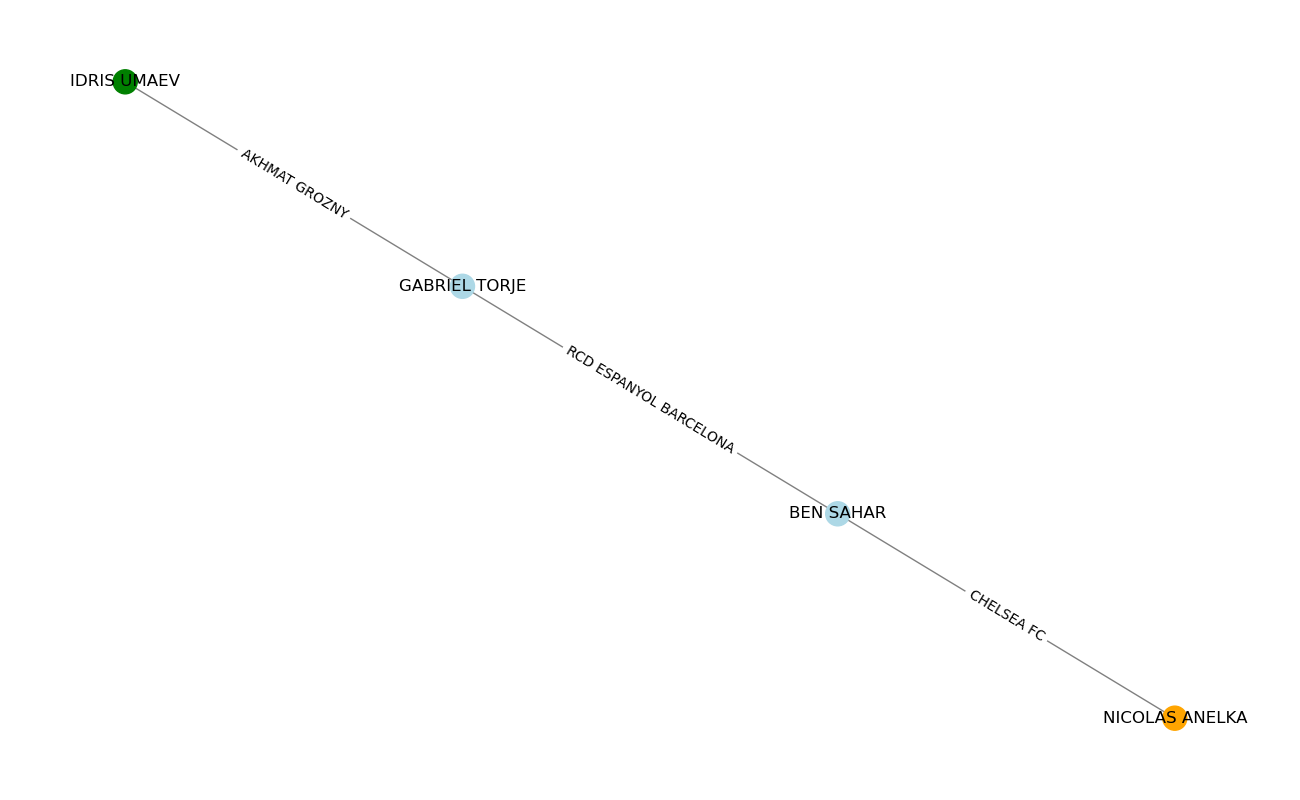 IDRIS UMAEV
AKHMAT GROZNY
GABRIEL TORJE
RCD ESPANYOL BARCELONA
BEN SAHAR
CHELSEA FC
NICOLAS ANELKA